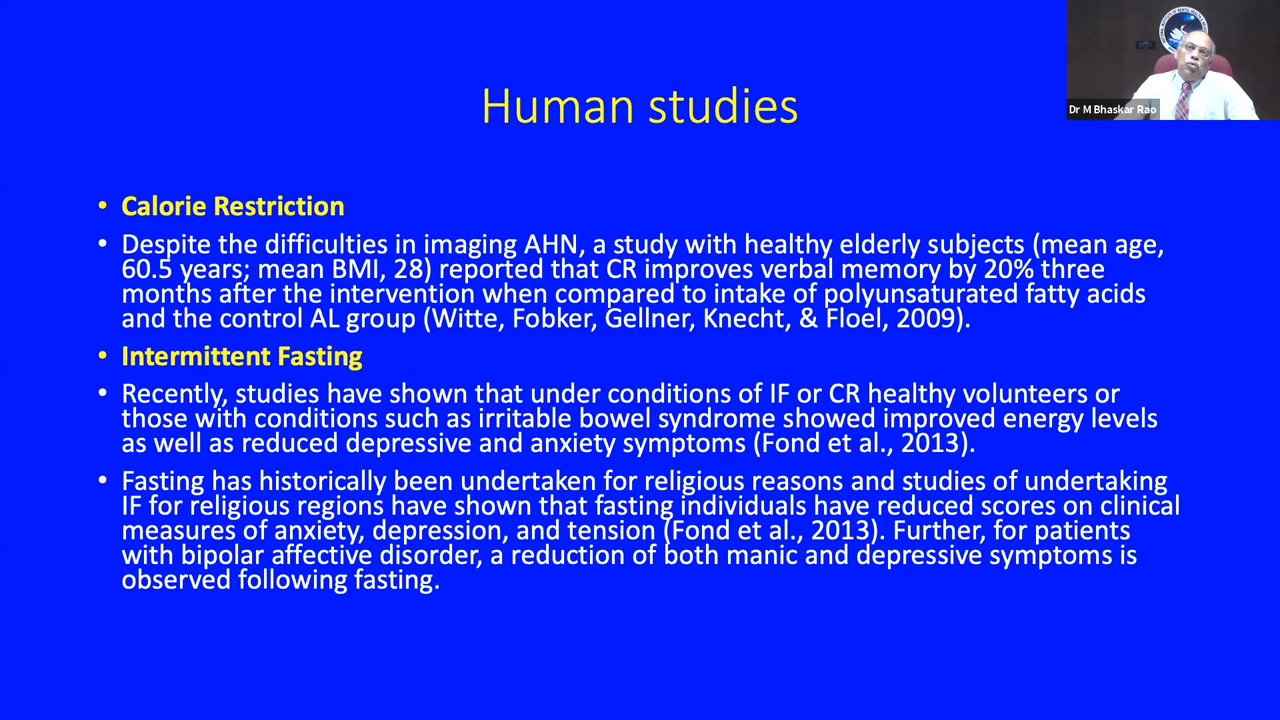 Human studies
Dr M Bhaskar Rao
• Calorie Restriction
• Despite the difficulties in imaging AHN, a study with healthy elderly subjects (mean age,
60.5 years; mean BMI, 28) reported that CR improves verbal memory by 20% three
months after the intervention when compared to intake of polyunsaturated fatty acids
and the control AL group (Witte, Fobker, Gellner, Knecht, & Floel, 2009).
• Intermittent Fasting
• Recently, studies have shown that under conditions of IF or CR healthy volunteers or
those with conditions such as irritable bowel syndrome showed improved energy levels
as well as reduced depressive and anxiety symptoms (Fond et al., 2013).
• Fasting has historically been undertaken for religious reasons and studies of undertaking
IF for religious regions have shown that fasting individuals have reduced scores on clinical
measures of anxiety, depression, and tension (Fond et al., 2013). Further, for patients
with bipolar affective disorder, a reduction of both manic and depressive symptoms is
observed following fasting.